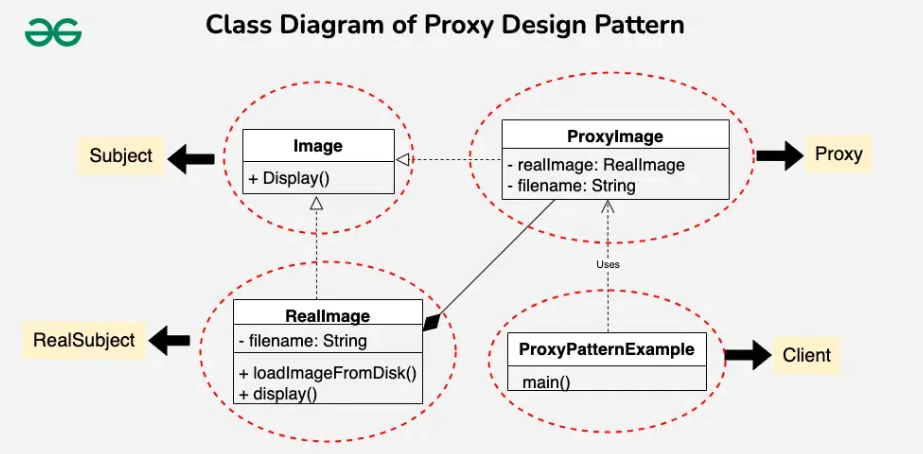 Class Diagram of Proxy Design Pattern
Subject
Image
+ Display()
ProxyImage
- realImage: RealImage
- filename: String
Proxy
Uses
RealSubject
RealImage
- filename: String
+ loadImageFromDisk()
+ display()
ProxyPatternExample
main()
Client